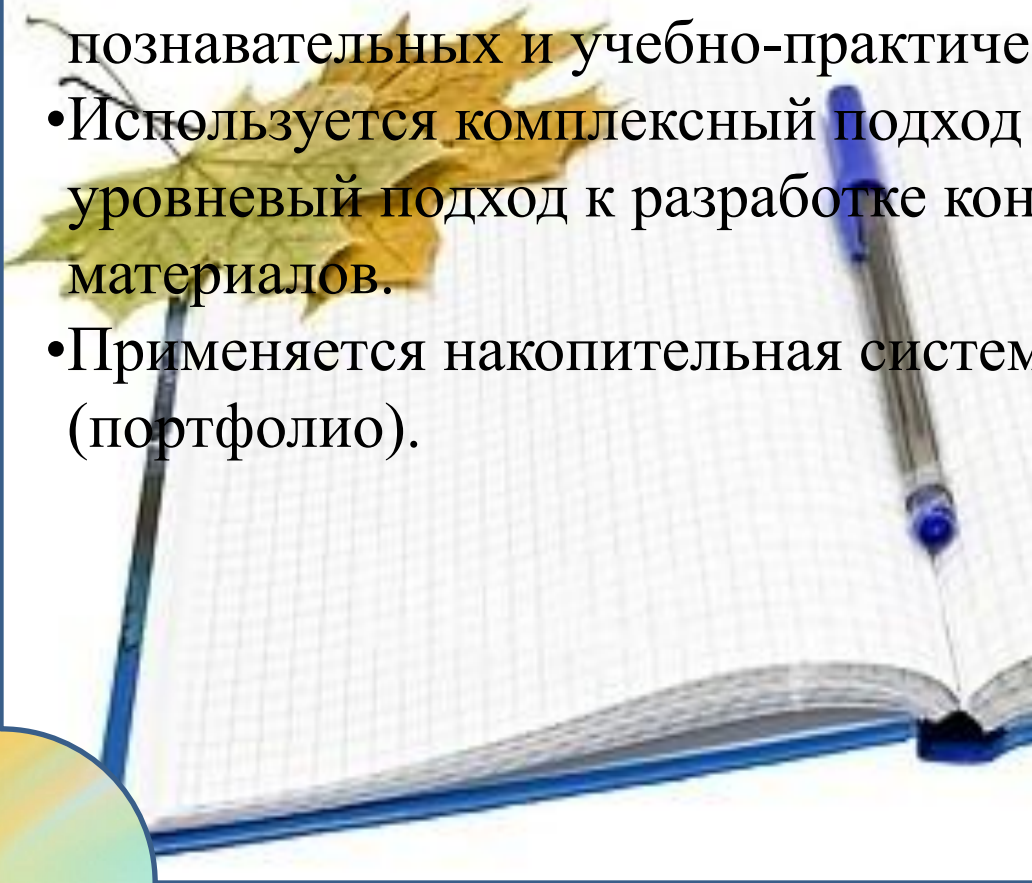 познавательных и учебно-практиче
•Используется комплексный подход
уровневый подход к разработке кон
материалов.
•Применяется накопительная систем
(портфолио).